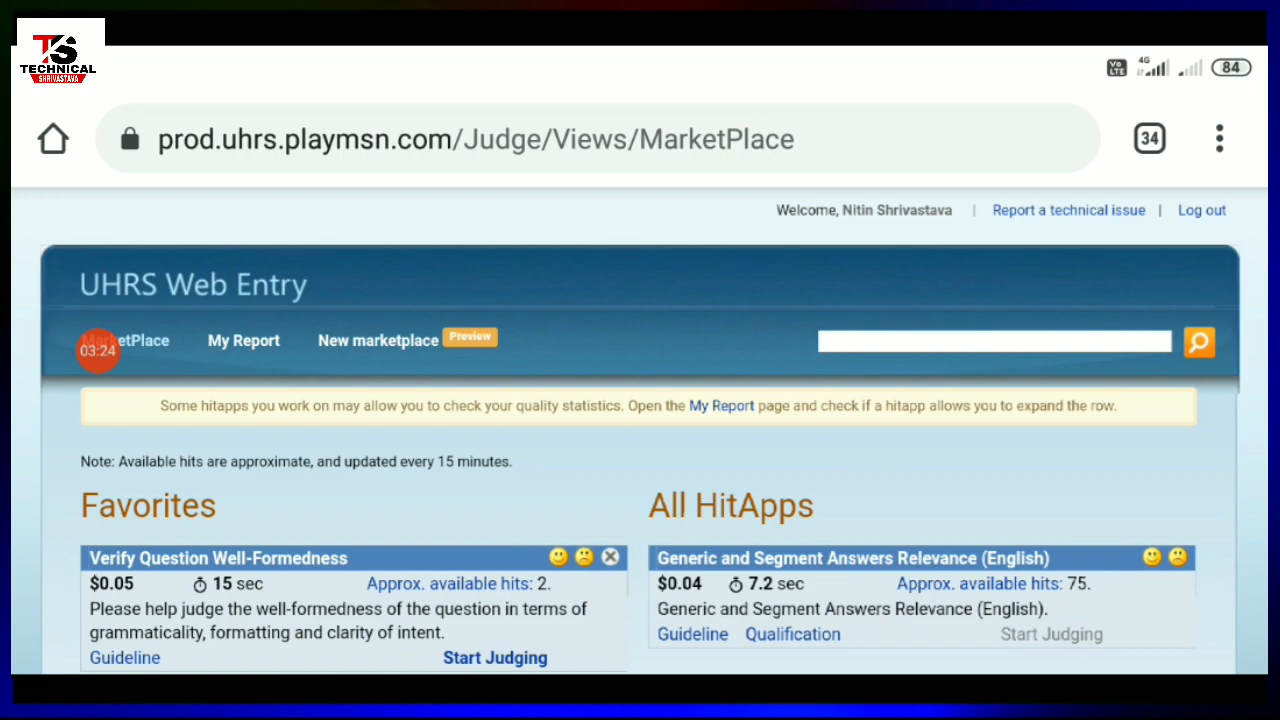 TS
TECHNICAL
SHRIVASTAVA
Vo LTE 4G 84
prod.uhrs.playmsn.com/Judge/Views/MarketPlace 34
Welcome, Nitin Shrivastava | Report a technical issue | Log out
UHRS Web Entry
MarketPlace My Report New marketplace Preview
03:24
Some hitapps you work on may allow you to check your quality statistics. Open the My Report page and check if a hitapp allows you to expand the row.
Note: Available hits are approximate, and updated every 15 minutes.
Favorites
Verify Question Well-Formedness
$0.05 15 sec Approx. available hits: 2.
Please help judge the well-formedness of the question in terms of
grammaticality, formatting and clarity of intent.
Guideline Start Judging
All HitApps
Generic and Segment Answers Relevance (English)
$0.04 7.2 sec Approx. available hits: 75.
Generic and Segment Answers Relevance (English).
Guideline Qualification Start Judging